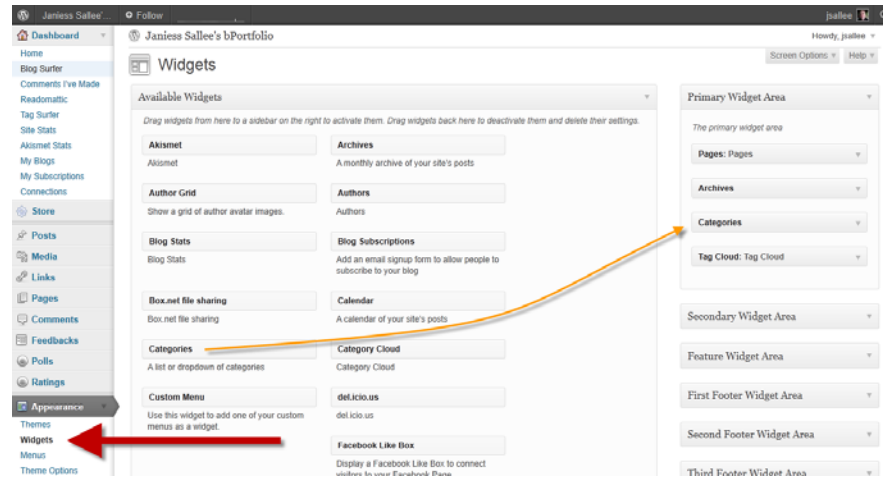 Janiess Sallee'...
Follow
jsallee
Dashboard
Janiess Sallee's bPortfolio
Howdy, jsallee
Home
Blog Surfer
Comments I've Made
Readomattic
Tag Surfer
Site Stats
Akismet Stats
My Blogs
My Subscriptions
Connections
Store
Posts
Media
Links
Pages
Comments
Feedbacks
Polls
Ratings
Appearance
Themes
Widgets
Menus
Theme Options
Screen Options
Help
Widgets
Available Widgets
Drag widgets from here to a sidebar on the right to activate them. Drag widgets back here to deactivate them and delete their settings.
Akismet
Akismet
Archives
A monthly archive of your site's posts
Author Grid
Show a grid of author avatar images.
Authors
Authors
Blog Stats
Blog Stats
Blog Subscriptions
Add an email signup form to allow people to
subscribe to your blog
Box.net file sharing
Box.net file sharing
Calendar
A calendar of your site's posts
Categories
A list or dropdown of categories
Category Cloud
Category Cloud
Custom Menu
Use this widget to add one of your custom
menus as a widget.
del.icio.us
del.icio.us
Facebook Like Box
Display a Facebook Like Box to connect
visitors to your Facebook Page
Primary Widget Area
The primary widget area
Pages: Pages
Archives
Categories
Tag Cloud: Tag Cloud
Secondary Widget Area
Feature Widget Area
First Footer Widget Area
Second Footer Widget Area
Third Footer Widget Area